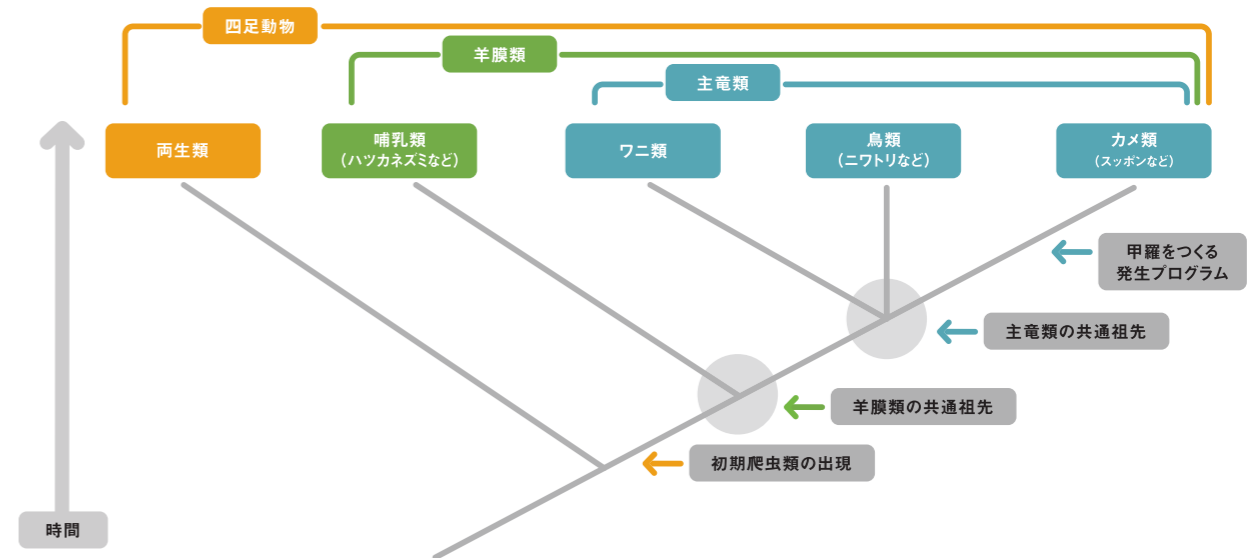 四足動物
羊膜類
主竜類
両生類
哺乳類
（ハツカネズミなど）
ワニ類
鳥類
（ニワトリなど）
カメ類
（スッポンなど）
甲羅をつくる
発生プログラム
主竜類の共通祖先
羊膜類の共通祖先
初期爬虫類の出現
時間